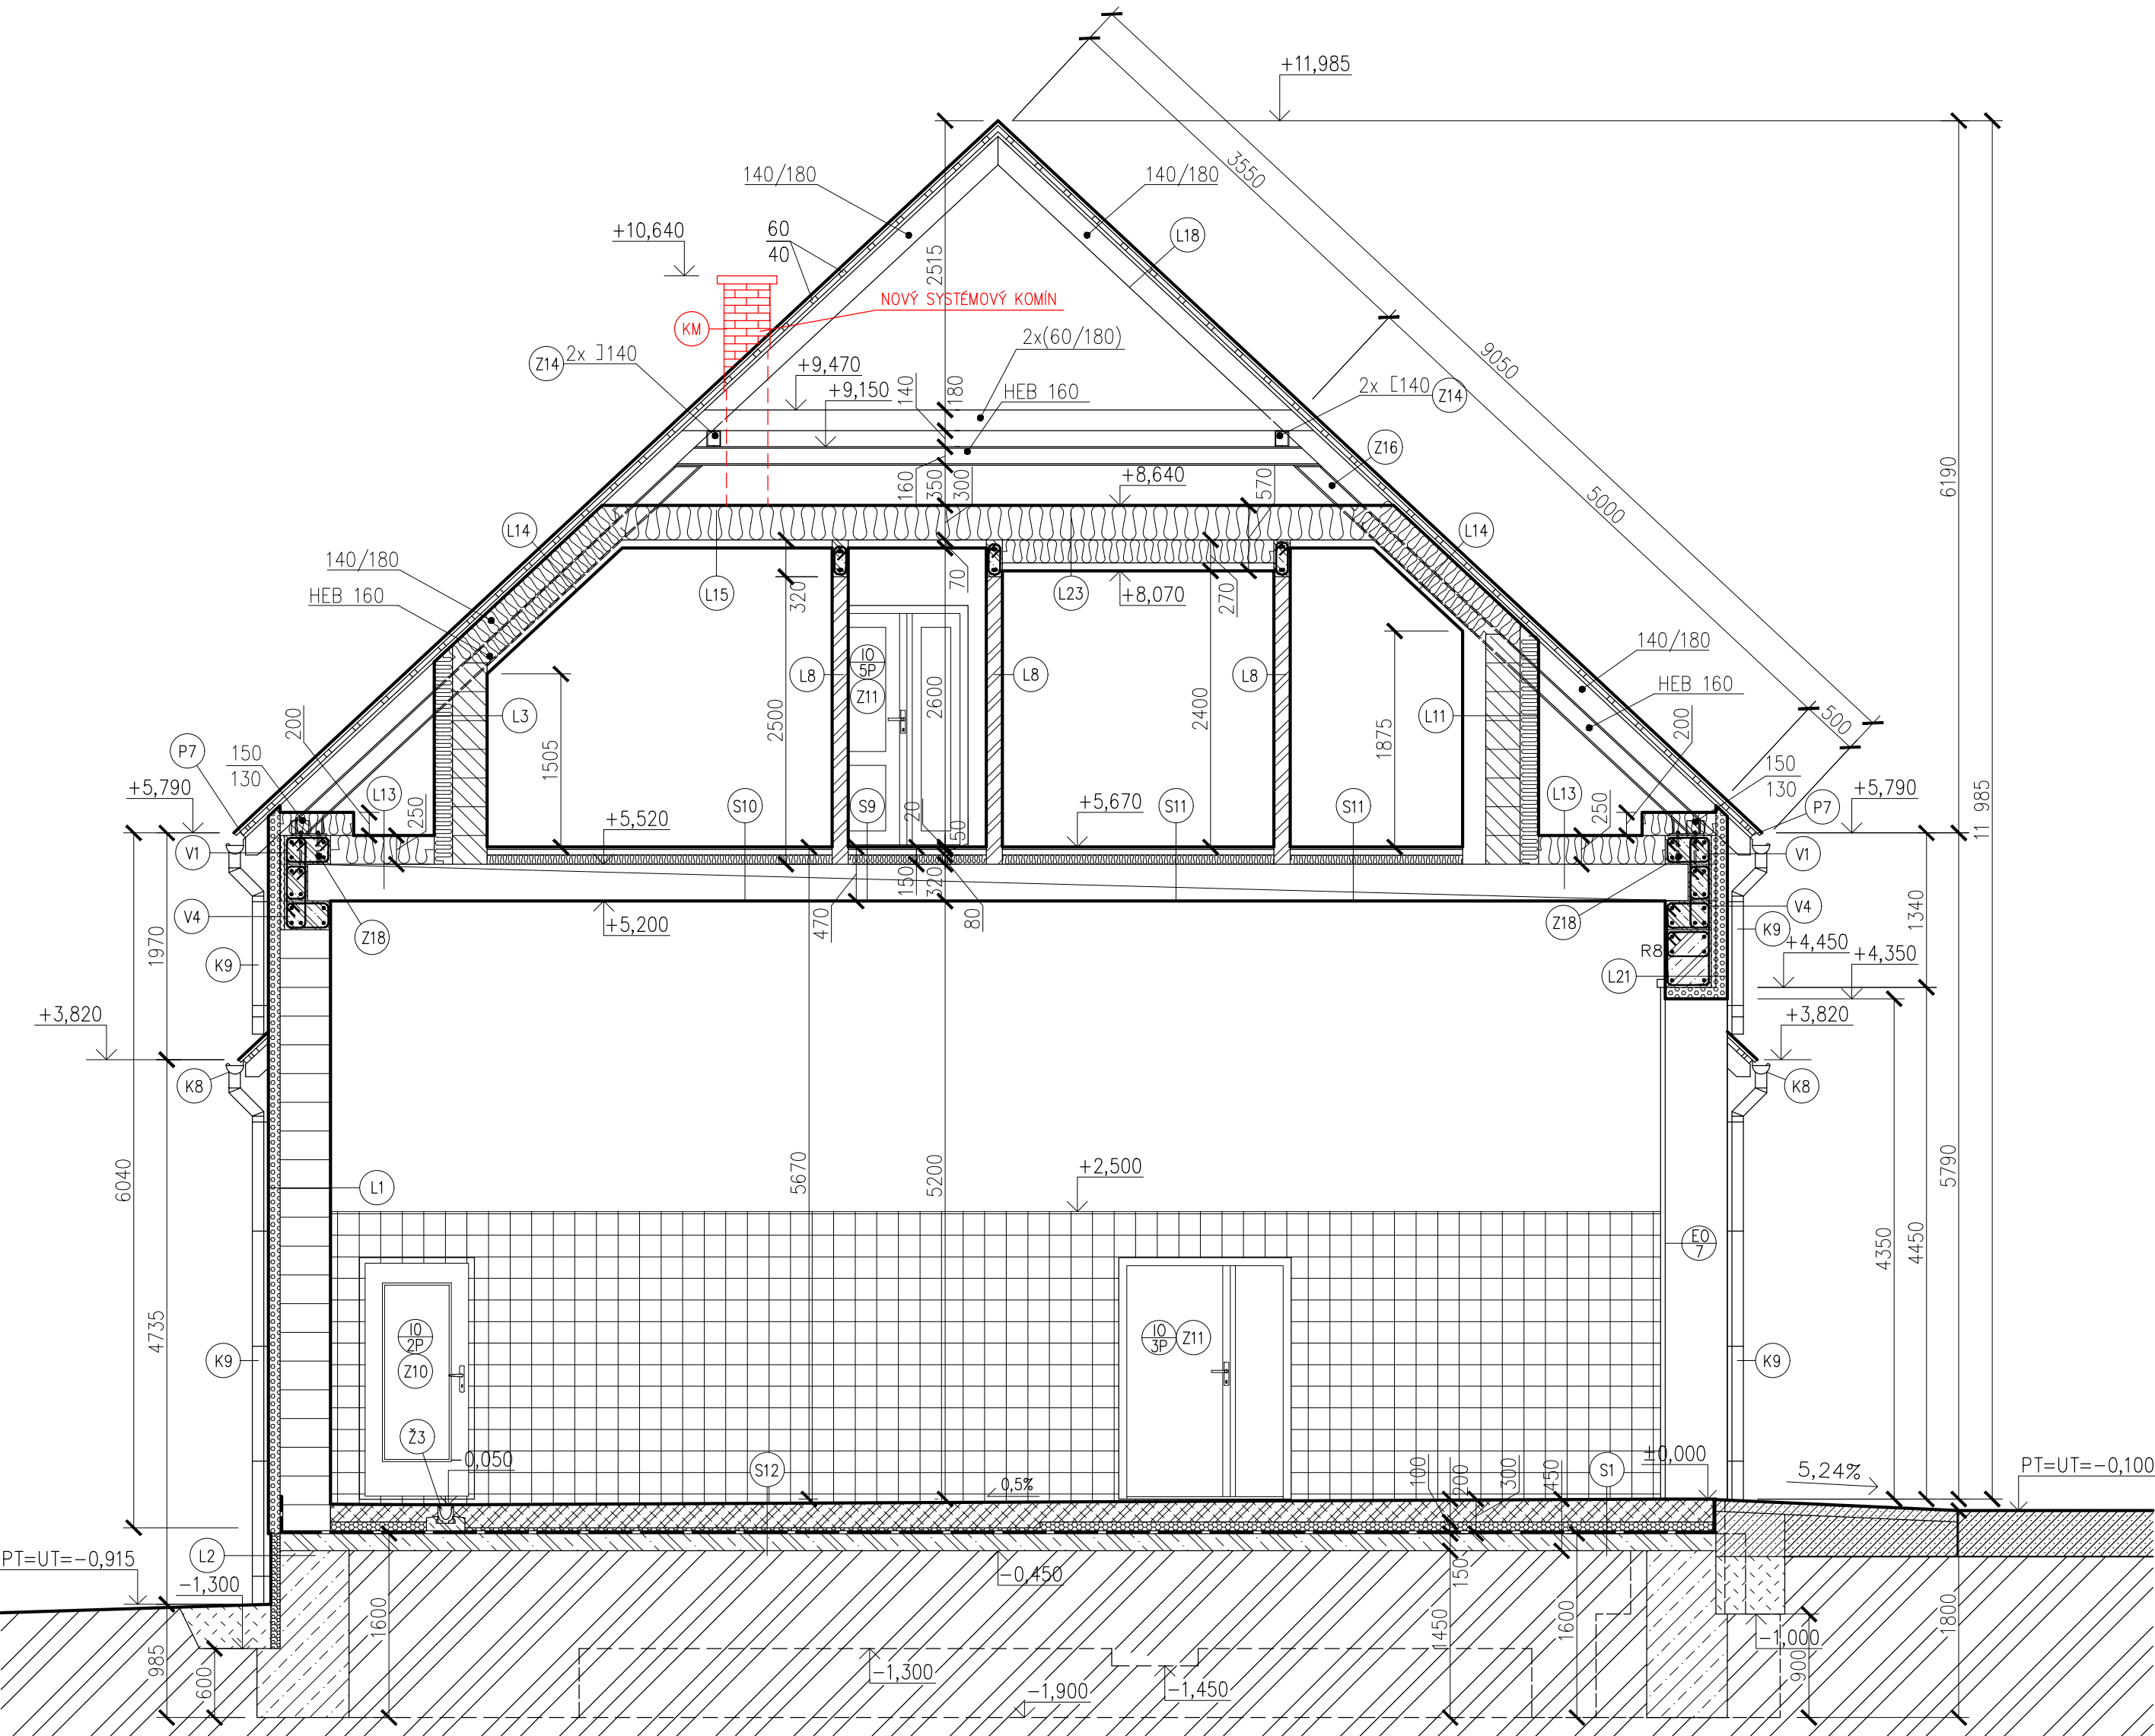 +11,985
3550
9050
140/180
140/180
L18
+10,640
60
40
2515
NOVÝ SYSTÉMOVÝ KOMÍN
KM
2x(60/180)
Z14
2x ]140
+9,470
+9,150
140
180
HEB 160
2x [140
Z14
Z16
6190
5000
160
350
300
+8,640
570
L14
L14
140/180
HEB 160
L15
320
70
L23
+8,070
270
140/180
HEB 160
L8
IO
5P
Z11
L8
L8
L3
L11
1505
2500
2600
2400
1875
200
200
500
P7
150
130
+5,790
L13
250
S10
S9
20
50
+5,520
+5,670
S11
S11
L13
250
150
130
P7
+5,790
11 985
V1
V1
V4
Z18
470
150
320
80
+5,200
Z18
V4
K9
K9
R8
L21
+4,450
+4,350
1340
1970
+3,820
+3,820
K8
K8
6040
L1
5670
5200
+2,500
5790
4350
4450
EO
7
4735
K9
K9
IO
2P
Z10
IO
3P
Z11
Ž3
0,050
S12
0,5%
100
200
300
450
S1
±0,000
5,24%
PT=UT=-0,100
PT=UT=-0,915
L2
-1,300
-0,450
150
1600
1450
1600
1800
985
600
-1,300
-1,450
-1,900
-1,000
900